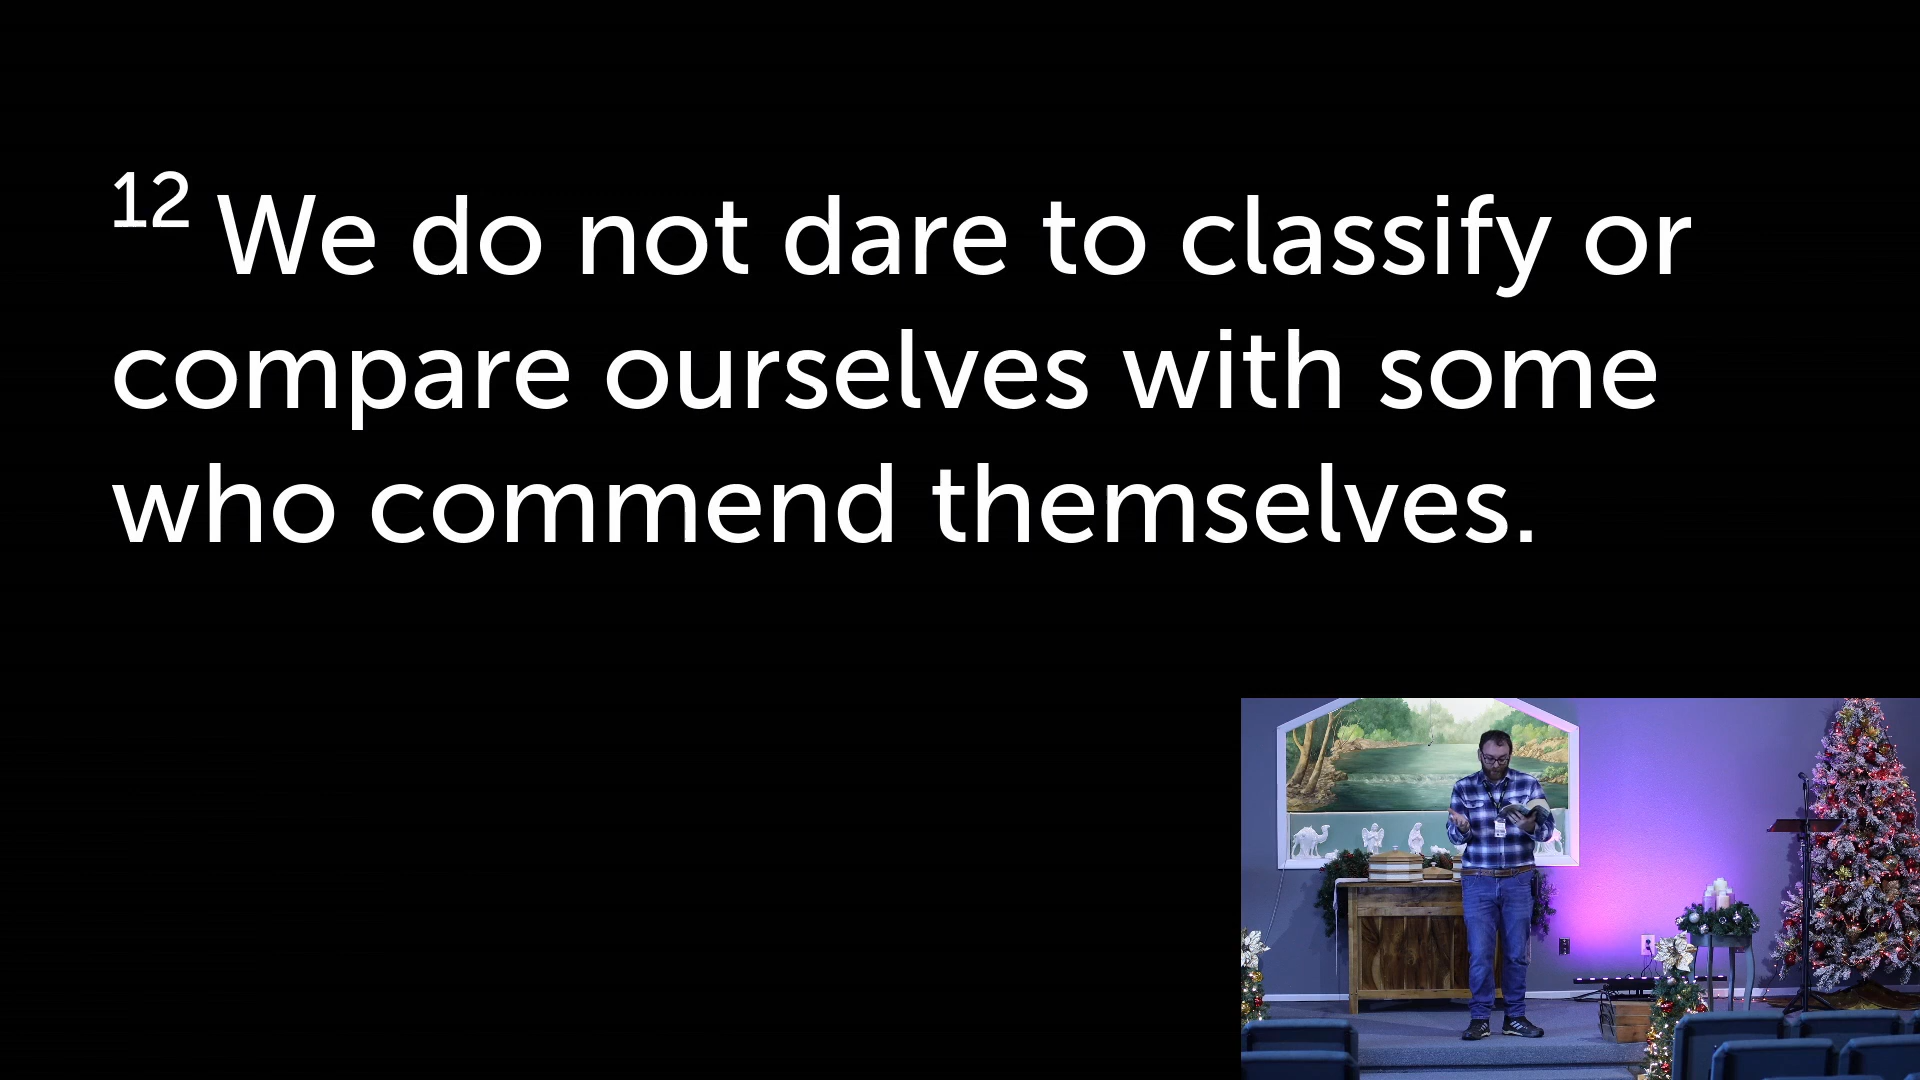 12 We do not dare to classify or
compare ourselves with some
who commend themselves.